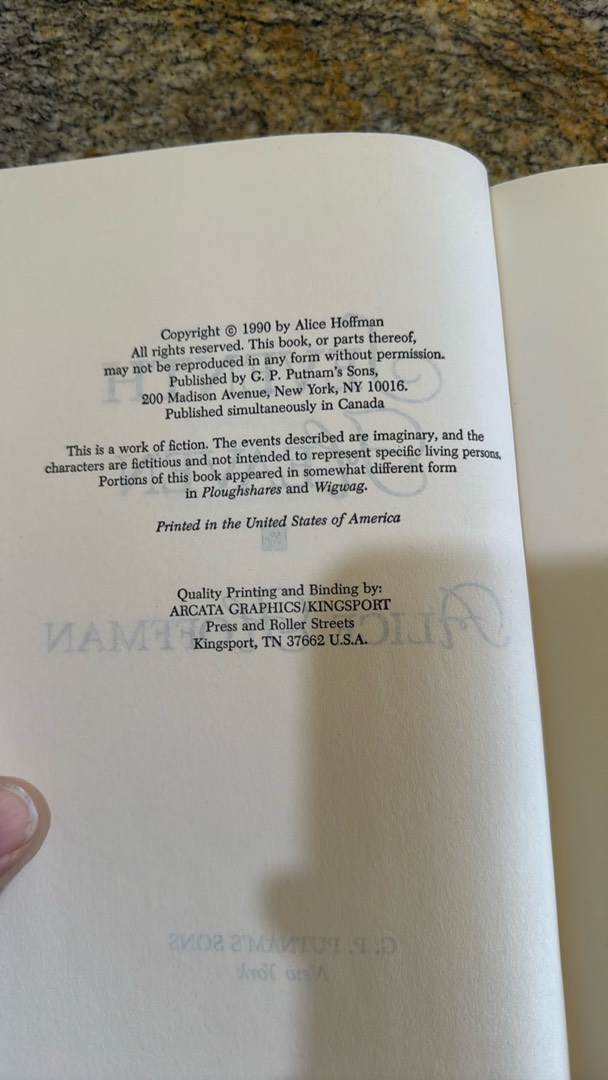 Copyright © 1990 by Alice Hoffman
All rights reserved. This book, or parts thereof,
may not be reproduced in any form without permission.
Published by G. P. Putnam's Sons,
200 Madison Avenue, New York, NY 10016.
Published simultaneously in Canada
This is a work of fiction. The events described are imaginary, and the
characters are fictitious and not intended to represent specific living persons.
Portions of this book appeared in somewhat different form
in Ploughshares and Wigwag.
Printed in the United States of America
Quality Printing and Binding by:
ARCATA GRAPHICS/KINGSPORT
Press and Roller Streets
Kingsport, TN 37662 U.S.A.
G. P. PUTNAM'S SONS
New York